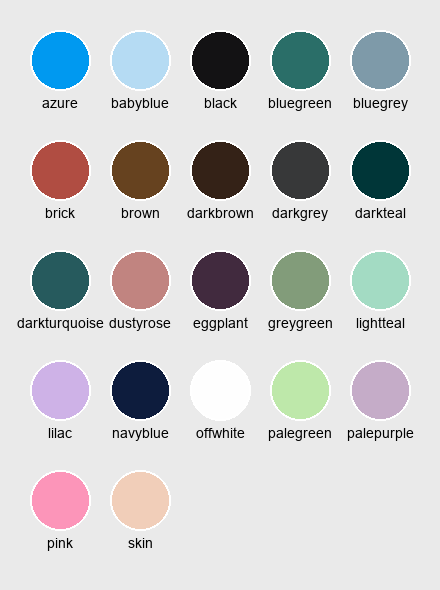 azure babyblue black bluegreen bluegrey
brick brown darkbrown darkgrey darkteal
darkturquoise dustyrose eggplant greygreen lightteal
lilac navyblue offwhite palegreen palepurple
pink skin